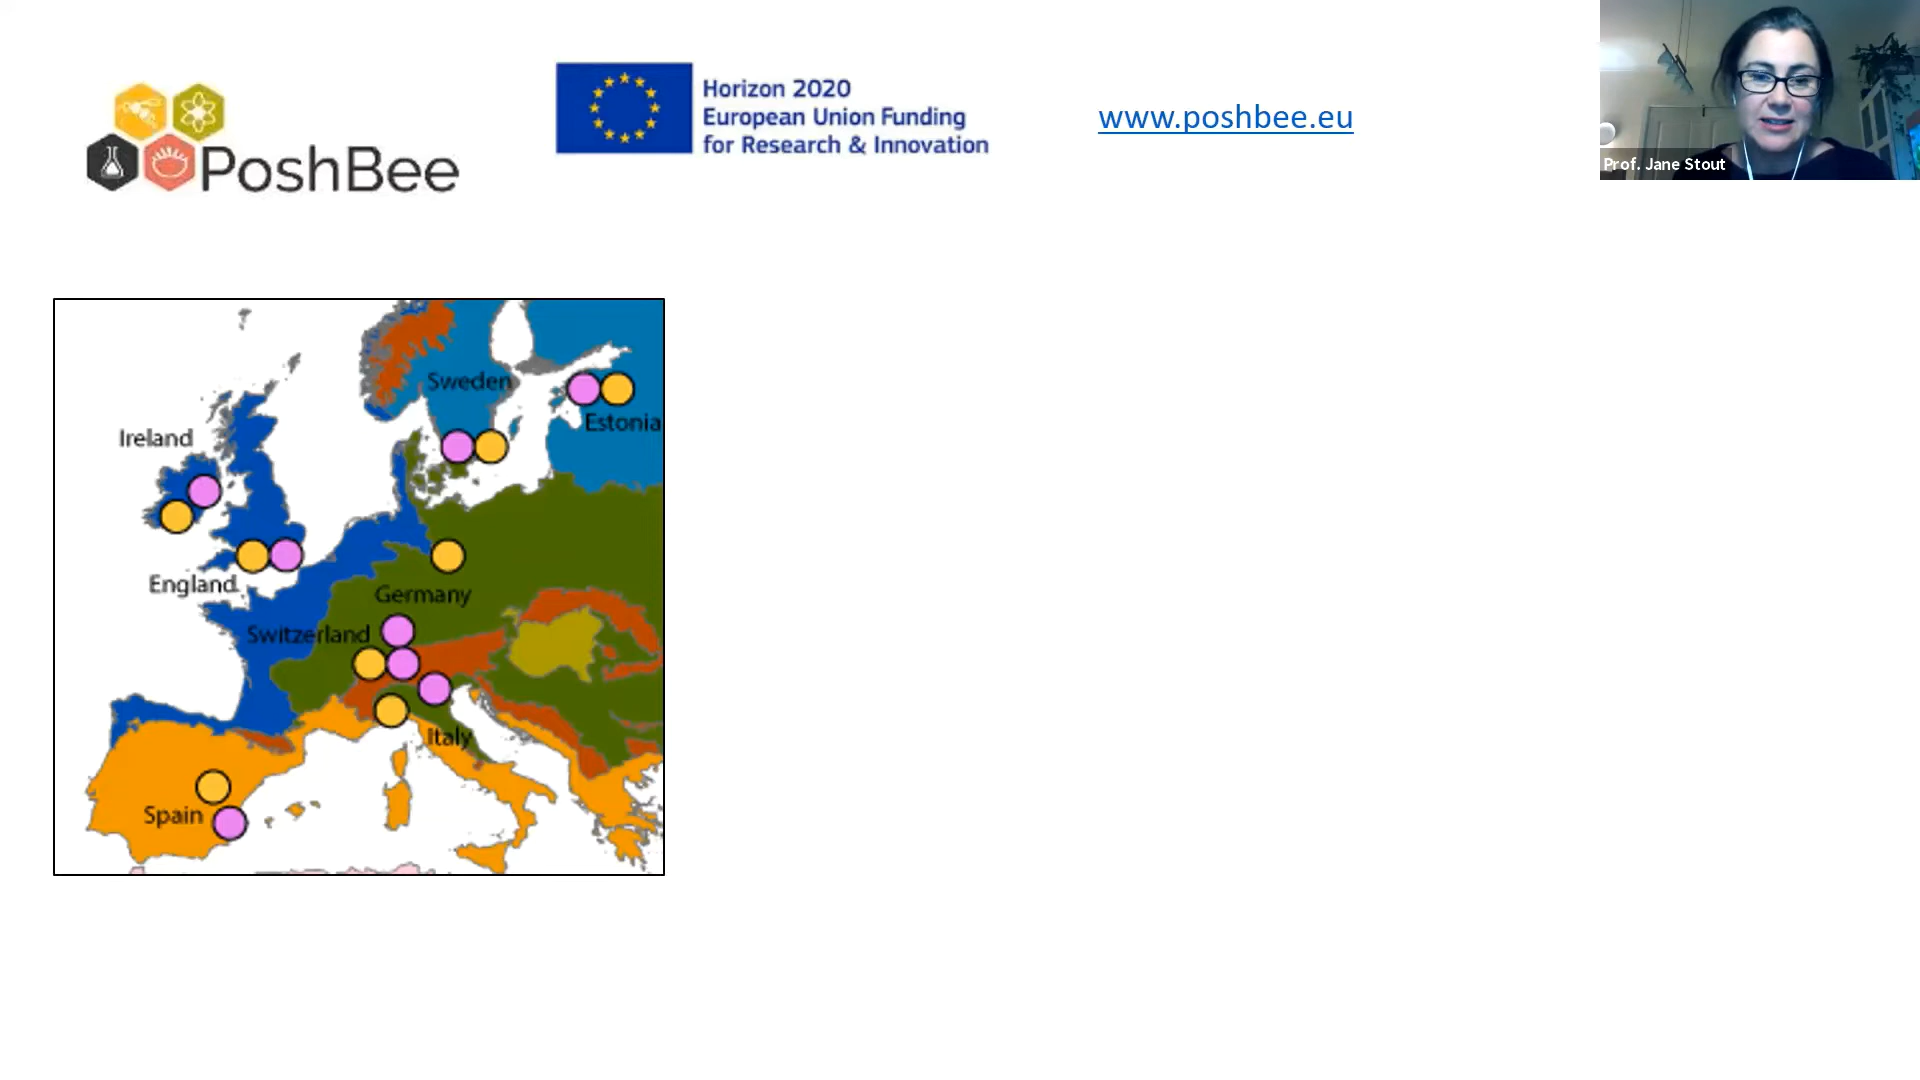 PoshBee
Horizon 2020
European Union Funding
for Research & Innovation
www.poshbee.eu
Prof. Jane Stout
Sweden
Estonia
Ireland
England
Germany
Switzerland
Italy
Spain